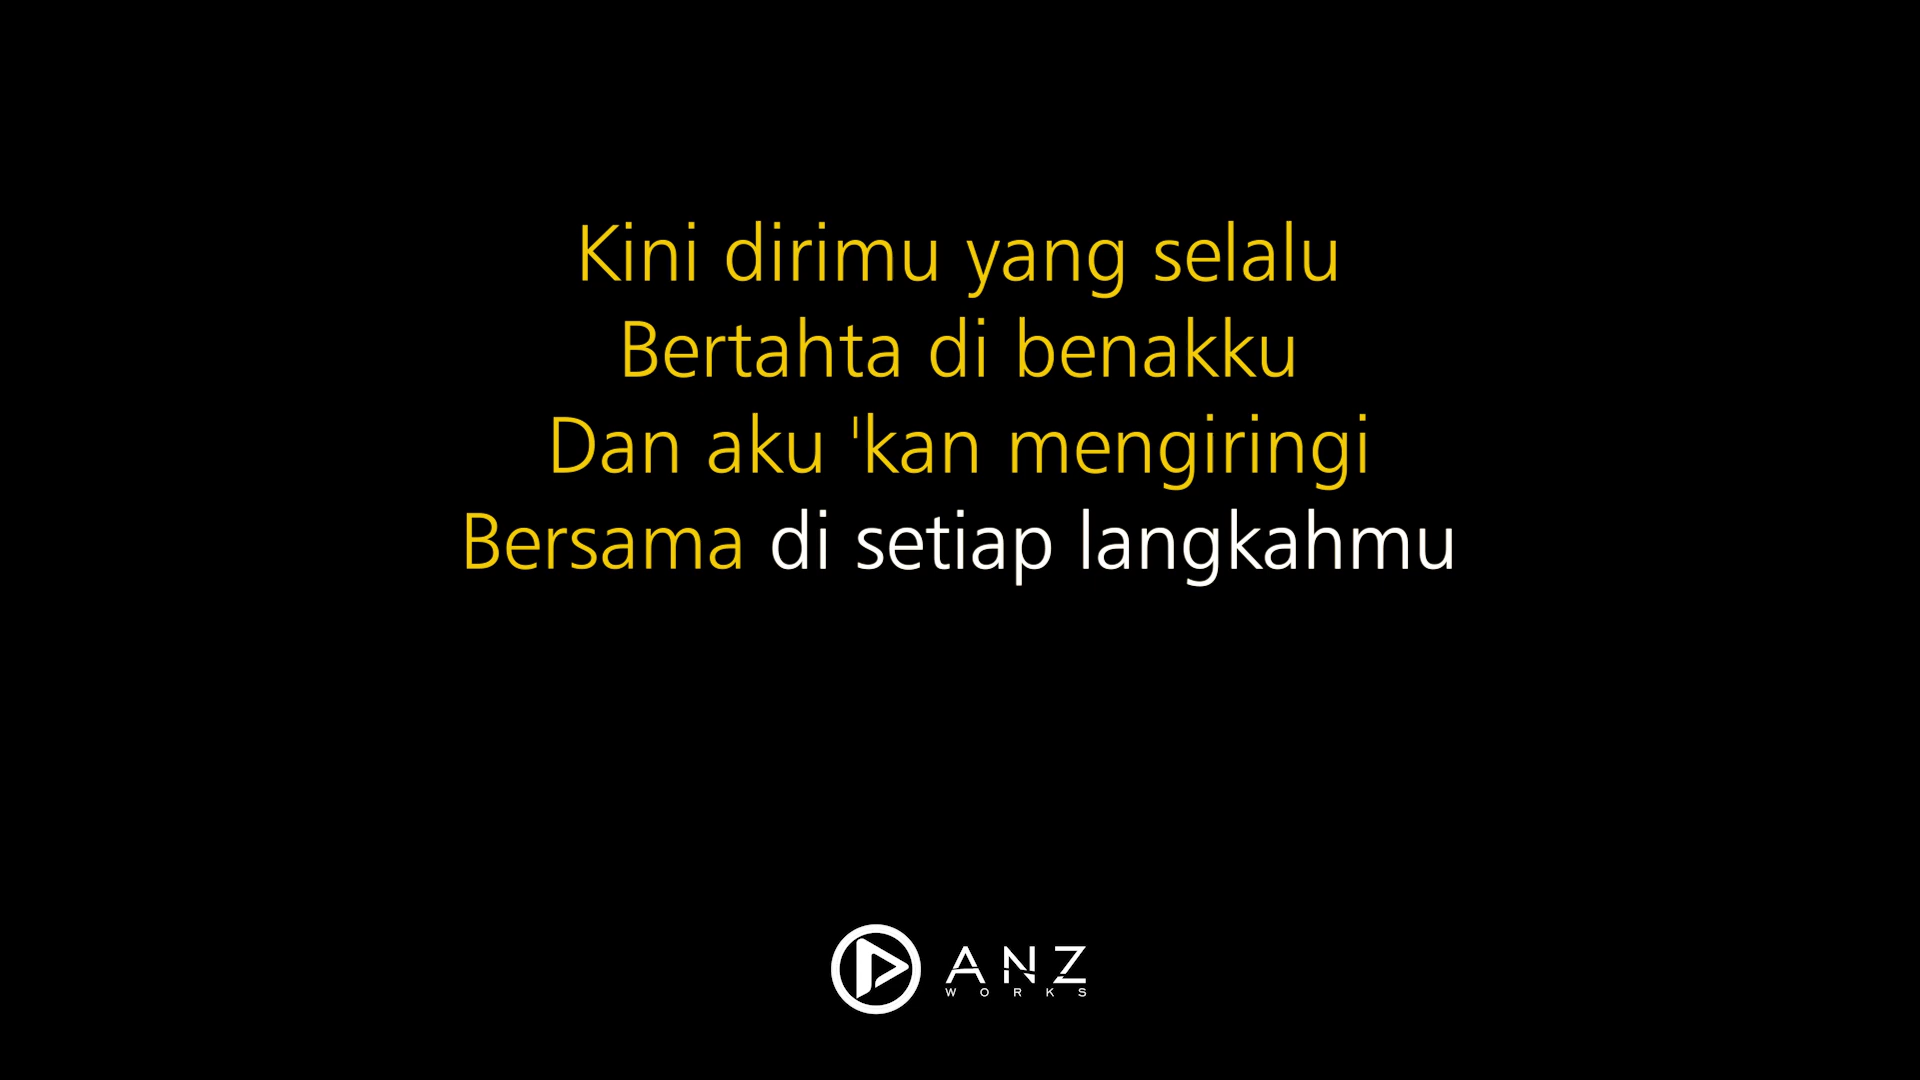 Kini dirimu yang selalu
Bertahta di benakku
Dan aku 'kan mengiringi
Bersama di setiap langkahmu
ANZ
WORKS